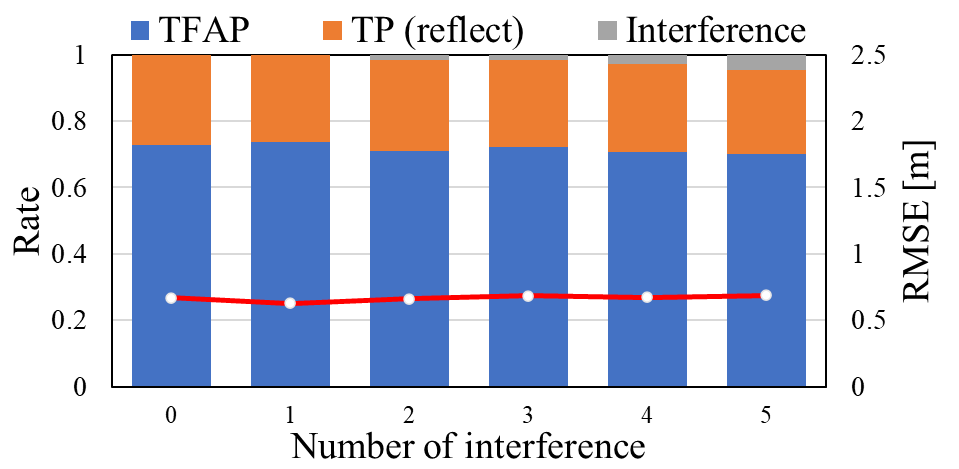 TFAP TP (reflect) Interference
1 2.5
0.8 2
0.6 1.5
0.4 1
0.2 0.5
0 0
Rate
RMSE [m]
0 1 2 3 4 5
Number of interference